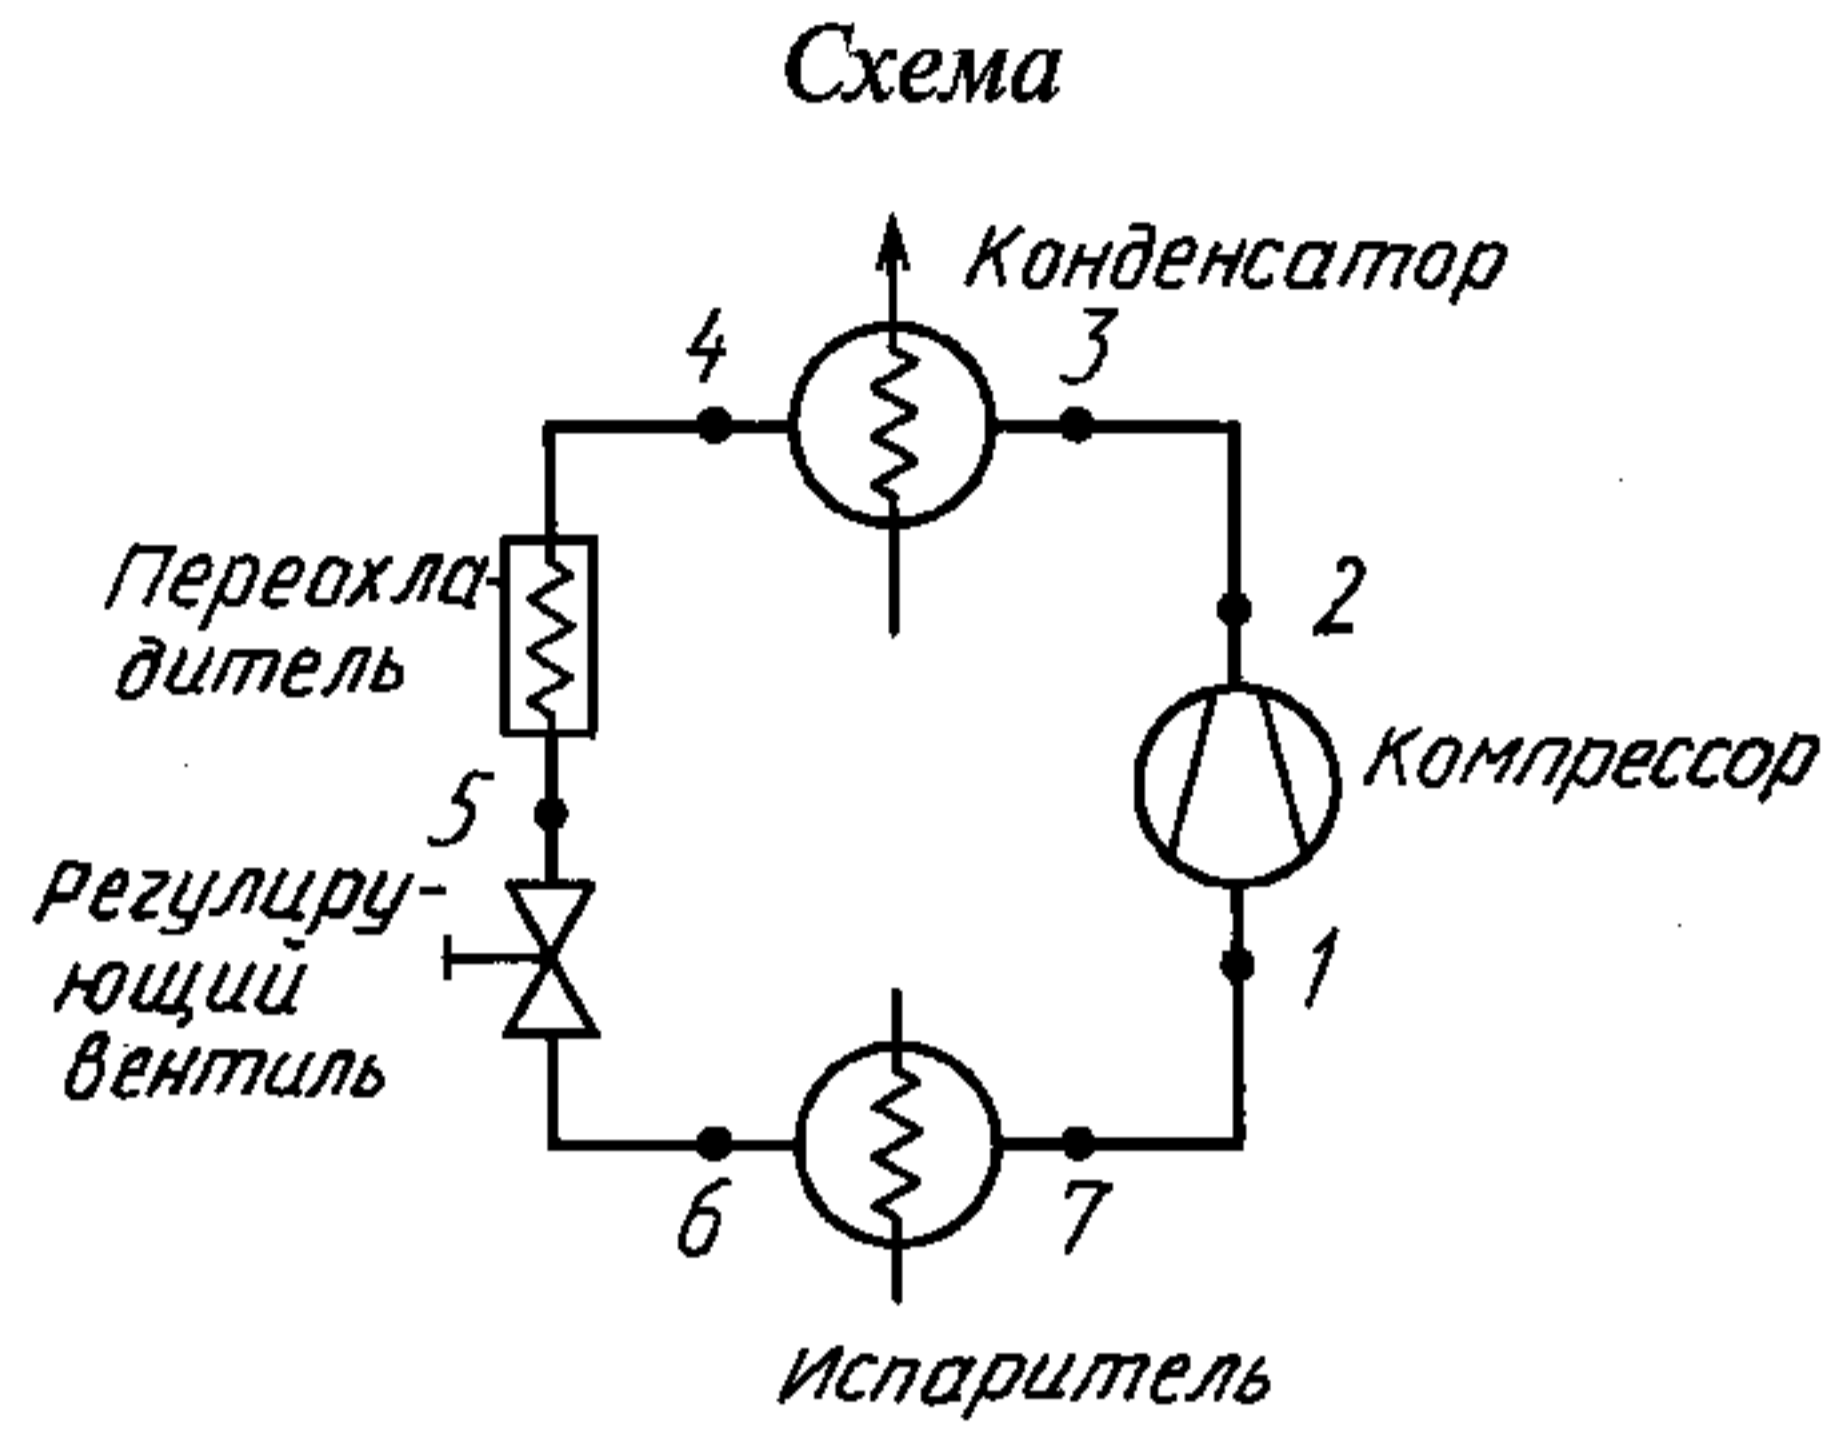 Схема
Конденсатор
4
3
Переохла-
дитель
2
Компрессор
5
Регулиру-
ющий
вентиль
1
6
7
Испаритель